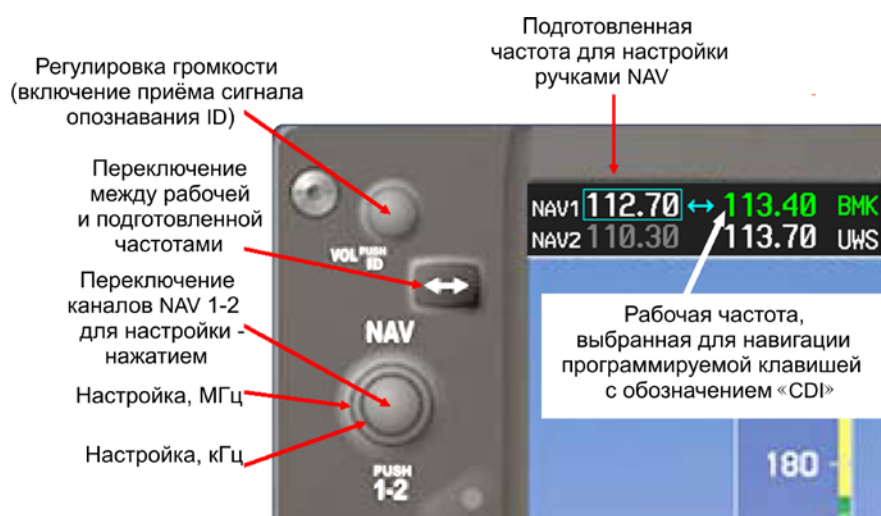 Подготовленная
частота для настройки
ручками NAV
Регулировка громкости
(включение приёма сигнала
опознавания ID)
Переключение
между рабочей
и подготовленной
частотами
Переключение
каналов NAV 1-2
для настройки -
нажатием
Настройка, МГц
Настройка, кГц
VOL PUSH
ID
NAV
PUSH
1-2
NAV1 112.70 ↔ 113.40 BMK
NAV2 110.30 113.70 UWS
Рабочая частота,
выбранная для навигации
программируемой клавишей
с обозначением «CDI»
180